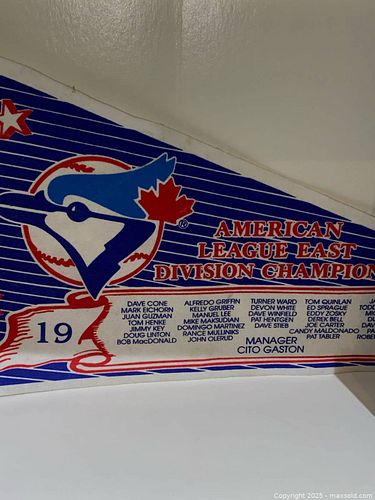 AMERICAN
LEAGUE EAST
DIVISION CHAMPION
®
19
DAVE CONE
MARK EICHORN
JUAN GUZMAN
TOM HENKE
JIMMY KEY
DOUG LINTON
BOB MacDONALD
ALFREDO GRIFFIN
KELLY GRUBER
MANUEL LEE
MIKE MAKSUDIAN
DOMINGO MARTINEZ
RANCE MULLINIKS
JOHN OLERUD
TURNER WARD
DEVON WHITE
DAVE WINFIELD
PAT HENTGEN
DAVE STIEB
TOM QUINLAN
ED SPRAGUE
EDDY ZOSKY
DEREK BELL
JOE CARTER
CANDY MALDONADO
PAT TABLER
MANAGER
CITO GASTON
Copyright 2025 - maxsold.com